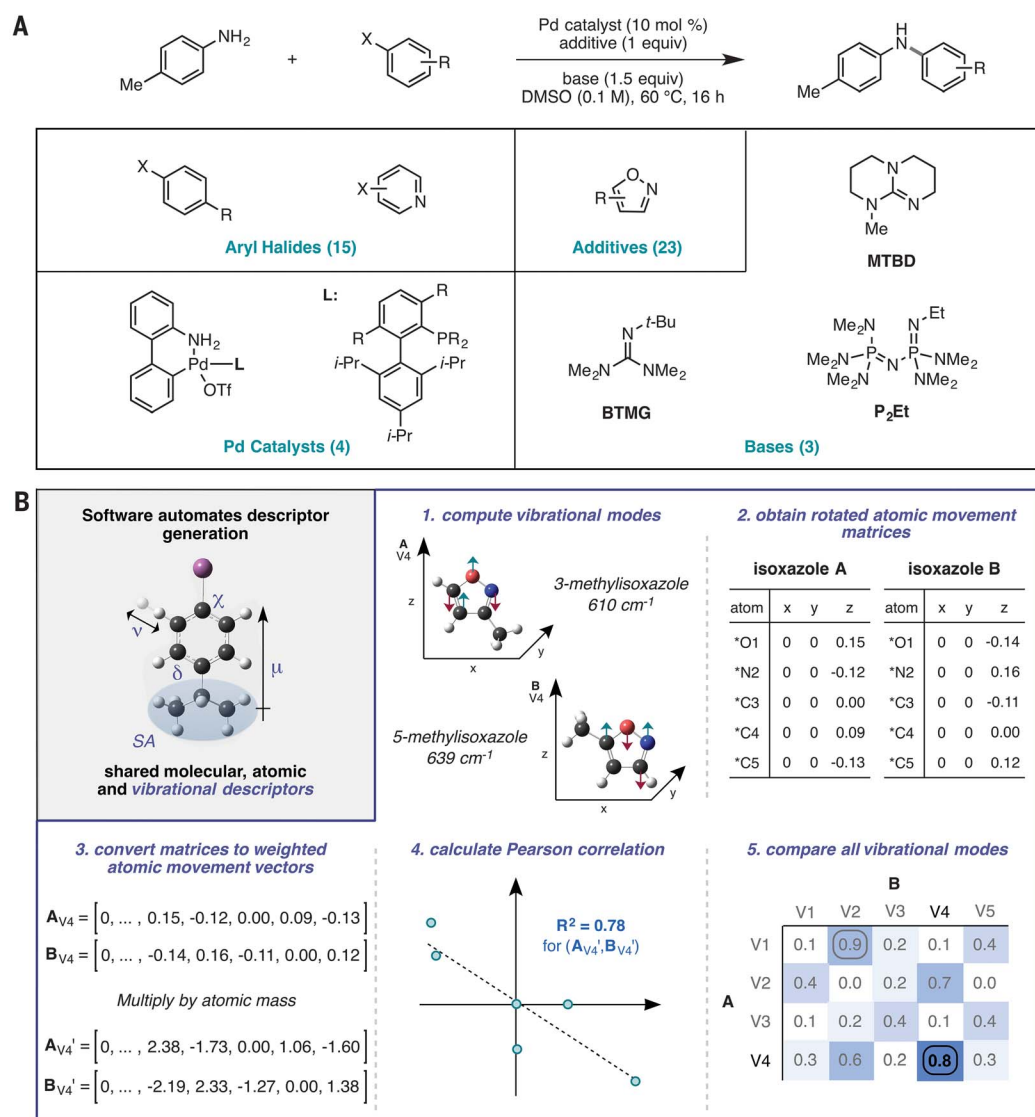 A
NH2
Me
+
X
R
Pd catalyst (10 mol %)
additive (1 equiv)
base (1.5 equiv)
DMSO (0.1 M), 60 °C, 16 h
H
N
Me
R
X
R
X
N
Aryl Halides (15)
O
N
R
Additives (23)
N
N
N
Me
MTBD
NH2
Pd
L
OTf
L:
R
R
PR2
i-Pr
i-Pr
i-Pr
Pd Catalysts (4)
N
t-Bu
Me2N
NMe2
BTMG
Et
Me2N
N
Me2N
P
N
P
NMe2
Me2N
NMe2
P2Et
Bases (3)
B
Software automates descriptor
generation
χ
ν
δ
μ
SA
shared molecular, atomic
and vibrational descriptors
1. compute vibrational modes
A
V4
z
x
y
3-methylisoxazole
610 cm-1
B
V4
z
x
y
5-methylisoxazole
639 cm-1
2. obtain rotated atomic movement
matrices
isoxazole A isoxazole B
atom x y z atom x y z
*O1 0 0 0.15 *O1 0 0 -0.14
*N2 0 0 -0.12 *N2 0 0 0.16
*C3 0 0 0.00 *C3 0 0 -0.11
*C4 0 0 0.09 *C4 0 0 0.00
*C5 0 0 -0.13 *C5 0 0 0.12
3. convert matrices to weighted
atomic movement vectors
AV4 = [0, ... , 0.15, -0.12, 0.00, 0.09, -0.13]
BV4 = [0, ... , -0.14, 0.16, -0.11, 0.00, 0.12]
Multiply by atomic mass
AV4' = [0, ... , 2.38, -1.73, 0.00, 1.06, -1.60]
BV4' = [0, ... , -2.19, 2.33, -1.27, 0.00, 1.38]
4. calculate Pearson correlation
R2 = 0.78
for (AV4',BV4')
5. compare all vibrational modes
B
V1 V2 V3 V4 V5
V1 0.1 0.9 0.2 0.1 0.4
V2 0.4 0.0 0.2 0.7 0.0
A
V3 0.1 0.2 0.4 0.1 0.4
V4 0.3 0.6 0.2 0.8 0.3